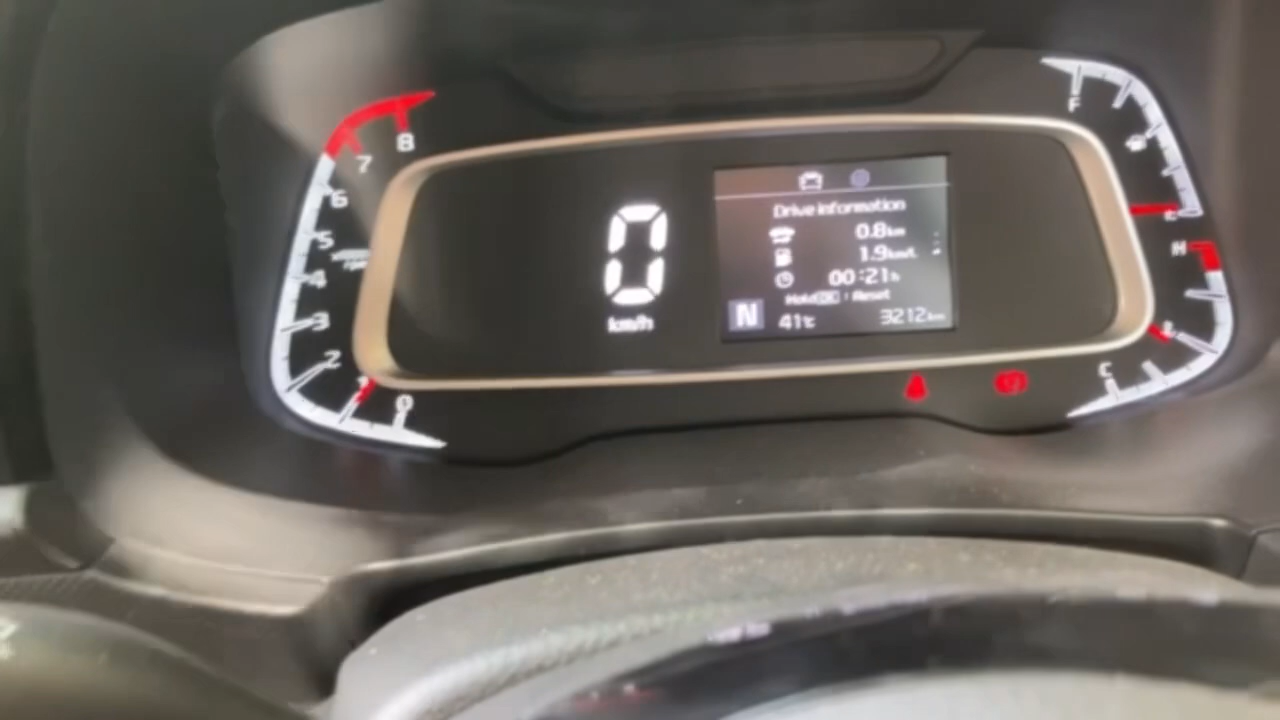 8
7
6
5
4
3
2
1
0
0
km/h
Drive information
0.8km
1.9km/L
00:21h
Hold OK : Reset
N 41°C 3212km
F
E
H
C